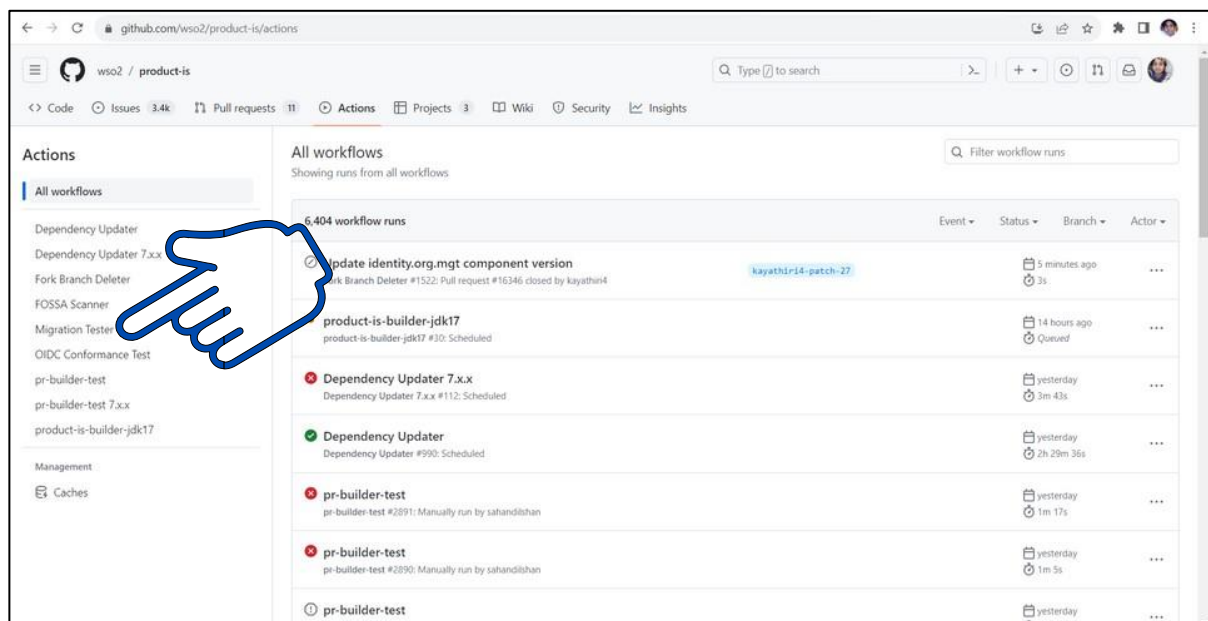 github.com/wso2/product-is/actions
wso2 / product-is
Type / to search
Code Issues 3.4k Pull requests 11 Actions Projects 3 Wiki Security Insights
Actions
All workflows
Dependency Updater
Dependency Updater 7.x.x
Fork Branch Deleter
FOSSA Scanner
Migration Tester
OIDC Conformance Test
pr-builder-test
pr-builder-test 7.x.x
product-is-builder-jdk17
Management
Caches
All workflows
Showing runs from all workflows
Filter workflow runs
6,404 workflow runs
Event Status Branch Actor
Update identity.org.mgt component version
Fork Branch Deleter #1522: Pull request #16346 closed by kayathiri4
kayathiri4-patch-27
5 minutes ago
3s
product-is-builder-jdk17
product-is-builder-jdk17 #30: Scheduled
14 hours ago
Queued
Dependency Updater 7.x.x
Dependency Updater 7.x.x #112: Scheduled
yesterday
3m 43s
Dependency Updater
Dependency Updater #990: Scheduled
yesterday
2h 29m 36s
pr-builder-test
pr-builder-test #2891: Manually run by sahandilshan
yesterday
1m 17s
pr-builder-test
pr-builder-test #2890: Manually run by sahandilshan
yesterday
1m 5s
pr-builder-test
yesterday